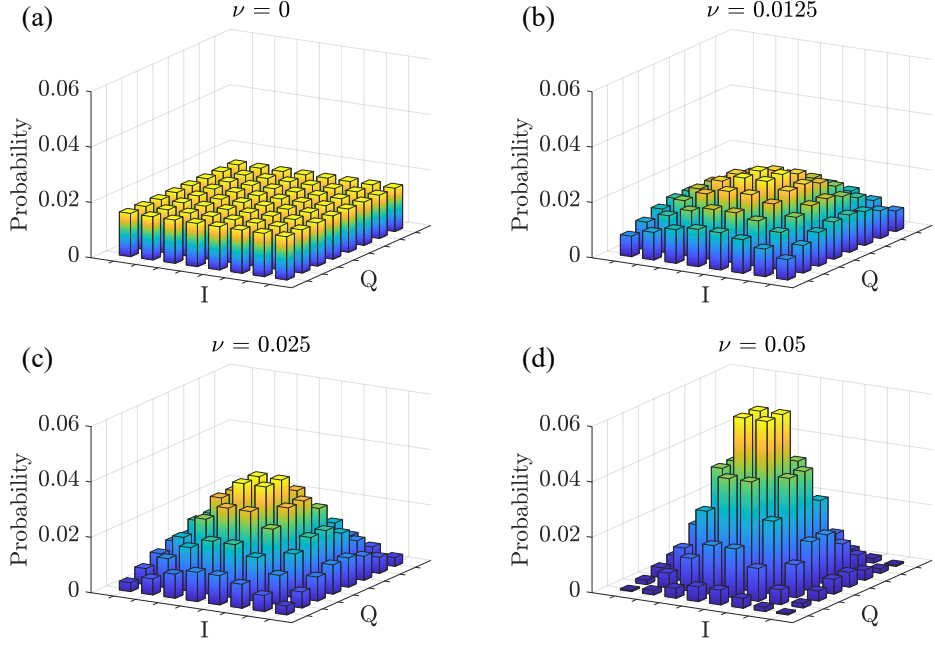 (a)
ν = 0
0.06
0.04
0.02
0
Probability
I
Q
(b)
ν = 0.0125
0.06
0.04
0.02
0
Probability
I
Q
(c)
ν = 0.025
0.06
0.04
0.02
0
Probability
I
Q
(d)
ν = 0.05
0.06
0.04
0.02
0
Probability
I
Q